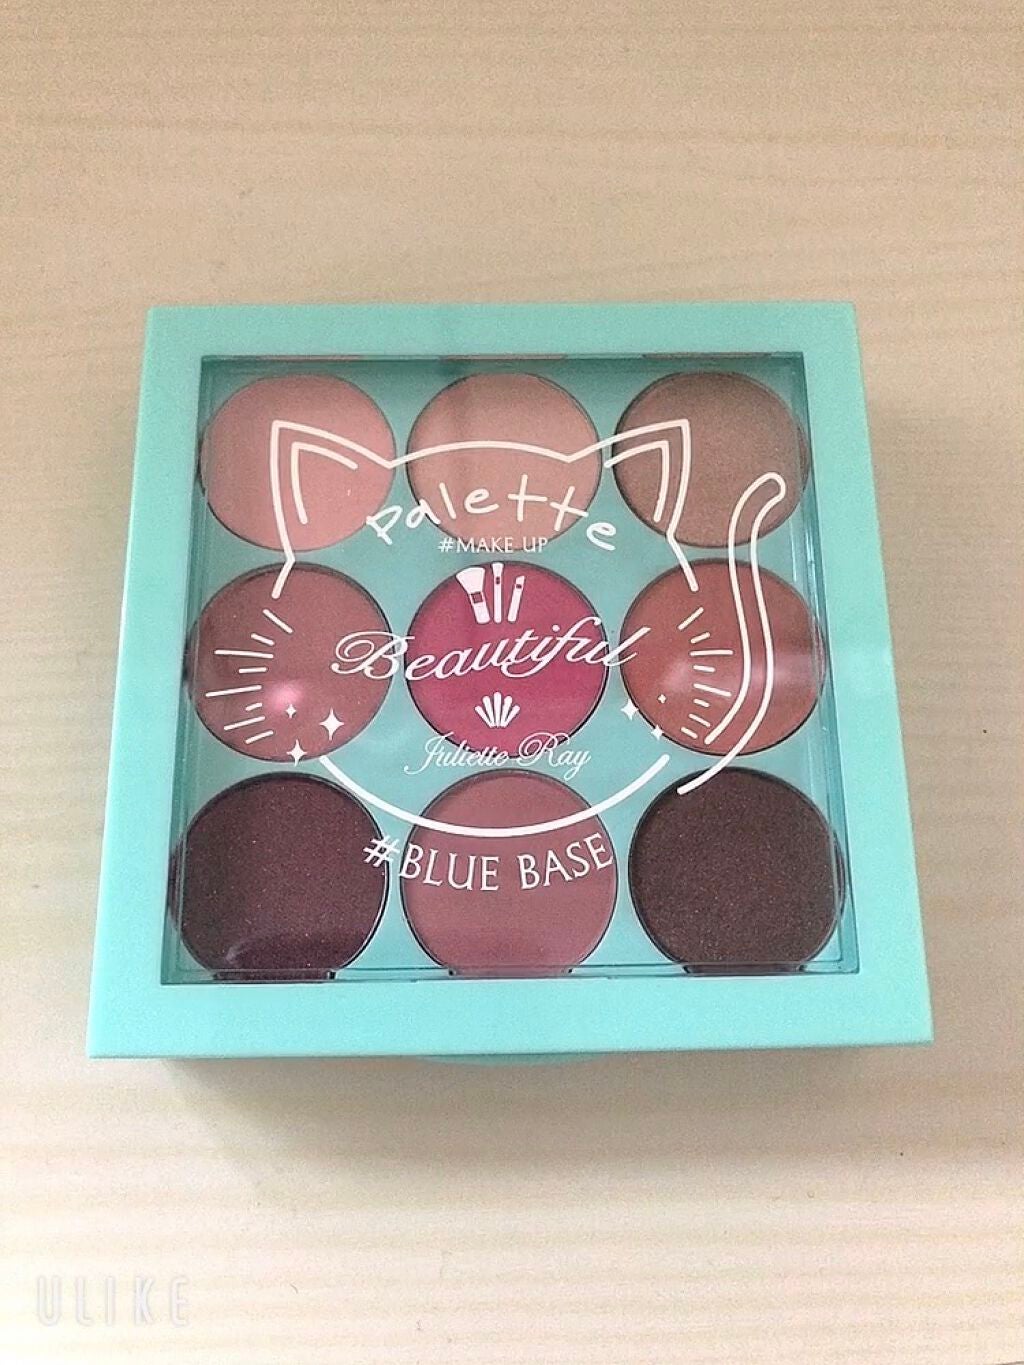 Palette
#MAKE UP
Beautiful
Juliette Ray
#BLUE BASE
ULIKE